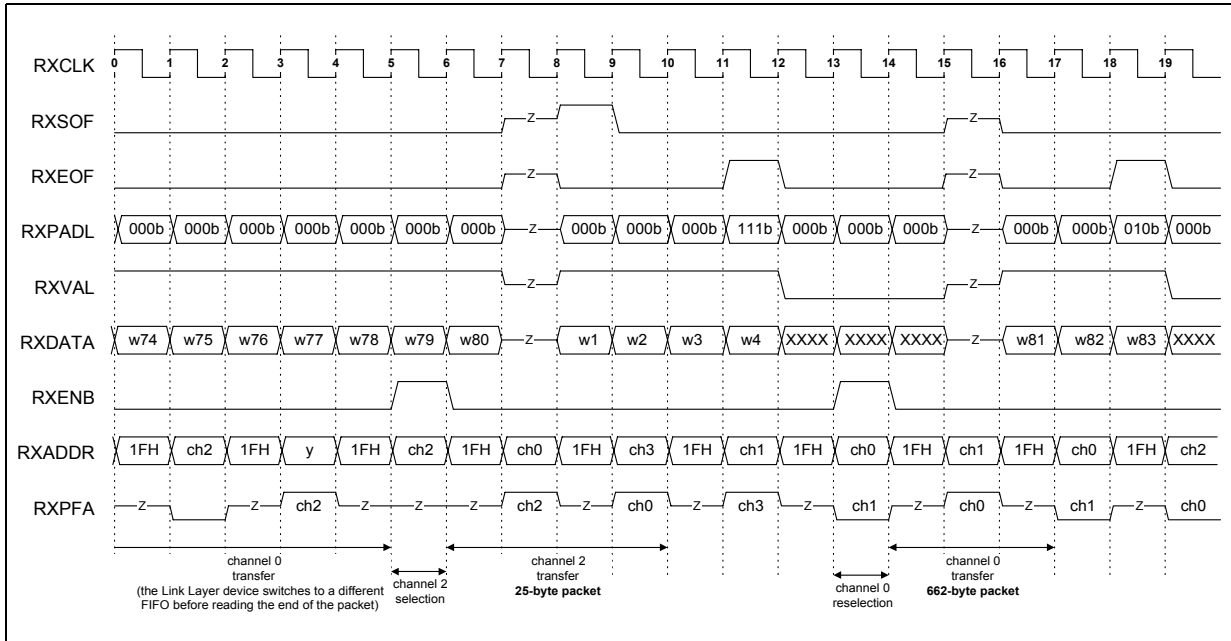 RXCLK 0 1 2 3 4 5 6 7 8 9 10 11 12 13 14 15 16 17 18 19
RXSOF Z Z
RXEOF Z Z
RXPADL 000b 000b 000b 000b 000b 000b 000b Z 000b 000b 000b 111b 000b 000b 000b Z 000b 000b 010b 000b
RXVAL Z Z
RXDATA w74 w75 w76 w77 w78 w79 w80 Z w1 w2 w3 w4 XXXX XXXX XXXX Z w81 w82 w83 XXXX
RXENB
RXADDR 1FH ch2 1FH y 1FH ch2 1FH ch0 1FH ch3 1FH ch1 1FH ch0 1FH ch1 1FH ch0 1FH ch2
RXPFA Z Z ch2 Z Z Z ch2 Z ch0 Z ch3 Z ch1 Z ch0 Z ch1 Z ch0
channel 0
transfer
(the Link Layer device switches to a different
FIFO before reading the end of the packet)
channel 2
selection
channel 2
transfer
25-byte packet
channel 0
reselection
channel 0
transfer
662-byte packet